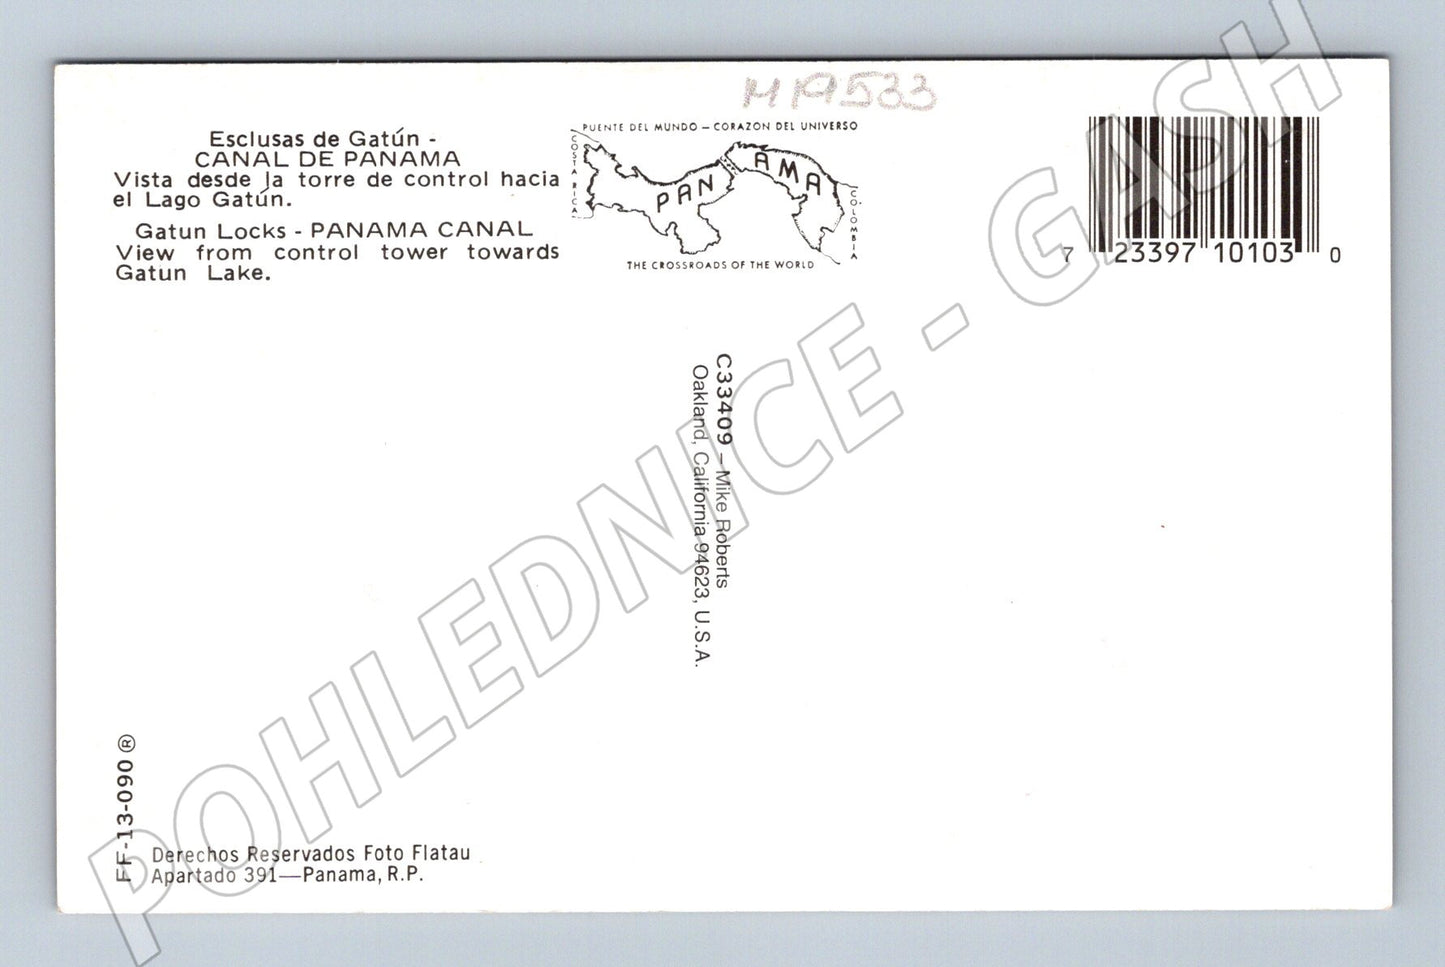 M19533
Esclusas de Gatún -
CANAL DE PANAMA
Vista desde la torre de control hacia
el Lago Gatún.
Gatun Locks - PANAMA CANAL
View from control tower towards
Gatun Lake.
PUENTE DEL MUNDO – CORAZON DEL UNIVERSO
COSTA RICA
PANAMA
COLOMBIA
THE CROSSROADS OF THE WORLD
7 23397 10103 0
C33409 – Mike Roberts
Oakland, California 94623, U.S.A.
FF-13-090 ®
Derechos Reservados Foto Flatau
Apartado 391—Panama, R.P.
POHLEDNICE - GASH